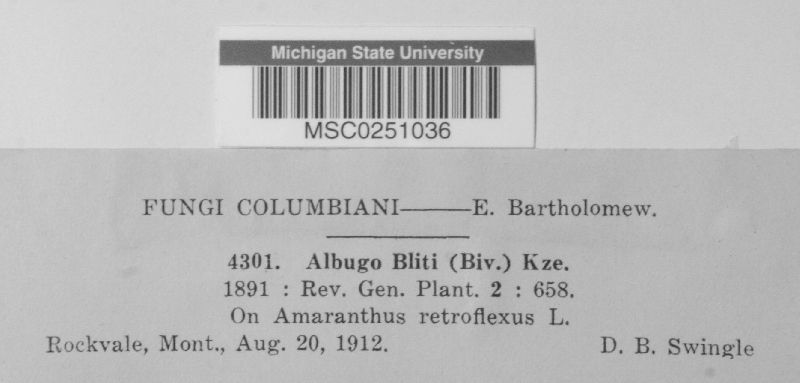 Michigan State University
MSC0251036
FUNGI COLUMBIANI———E. Bartholomew.
4301. Albugo Bliti (Biv.) Kze.
1891 : Rev. Gen. Plant. 2 : 658.
On Amaranthus retroflexus L.
Rockvale, Mont., Aug. 20, 1912. D. B. Swingle